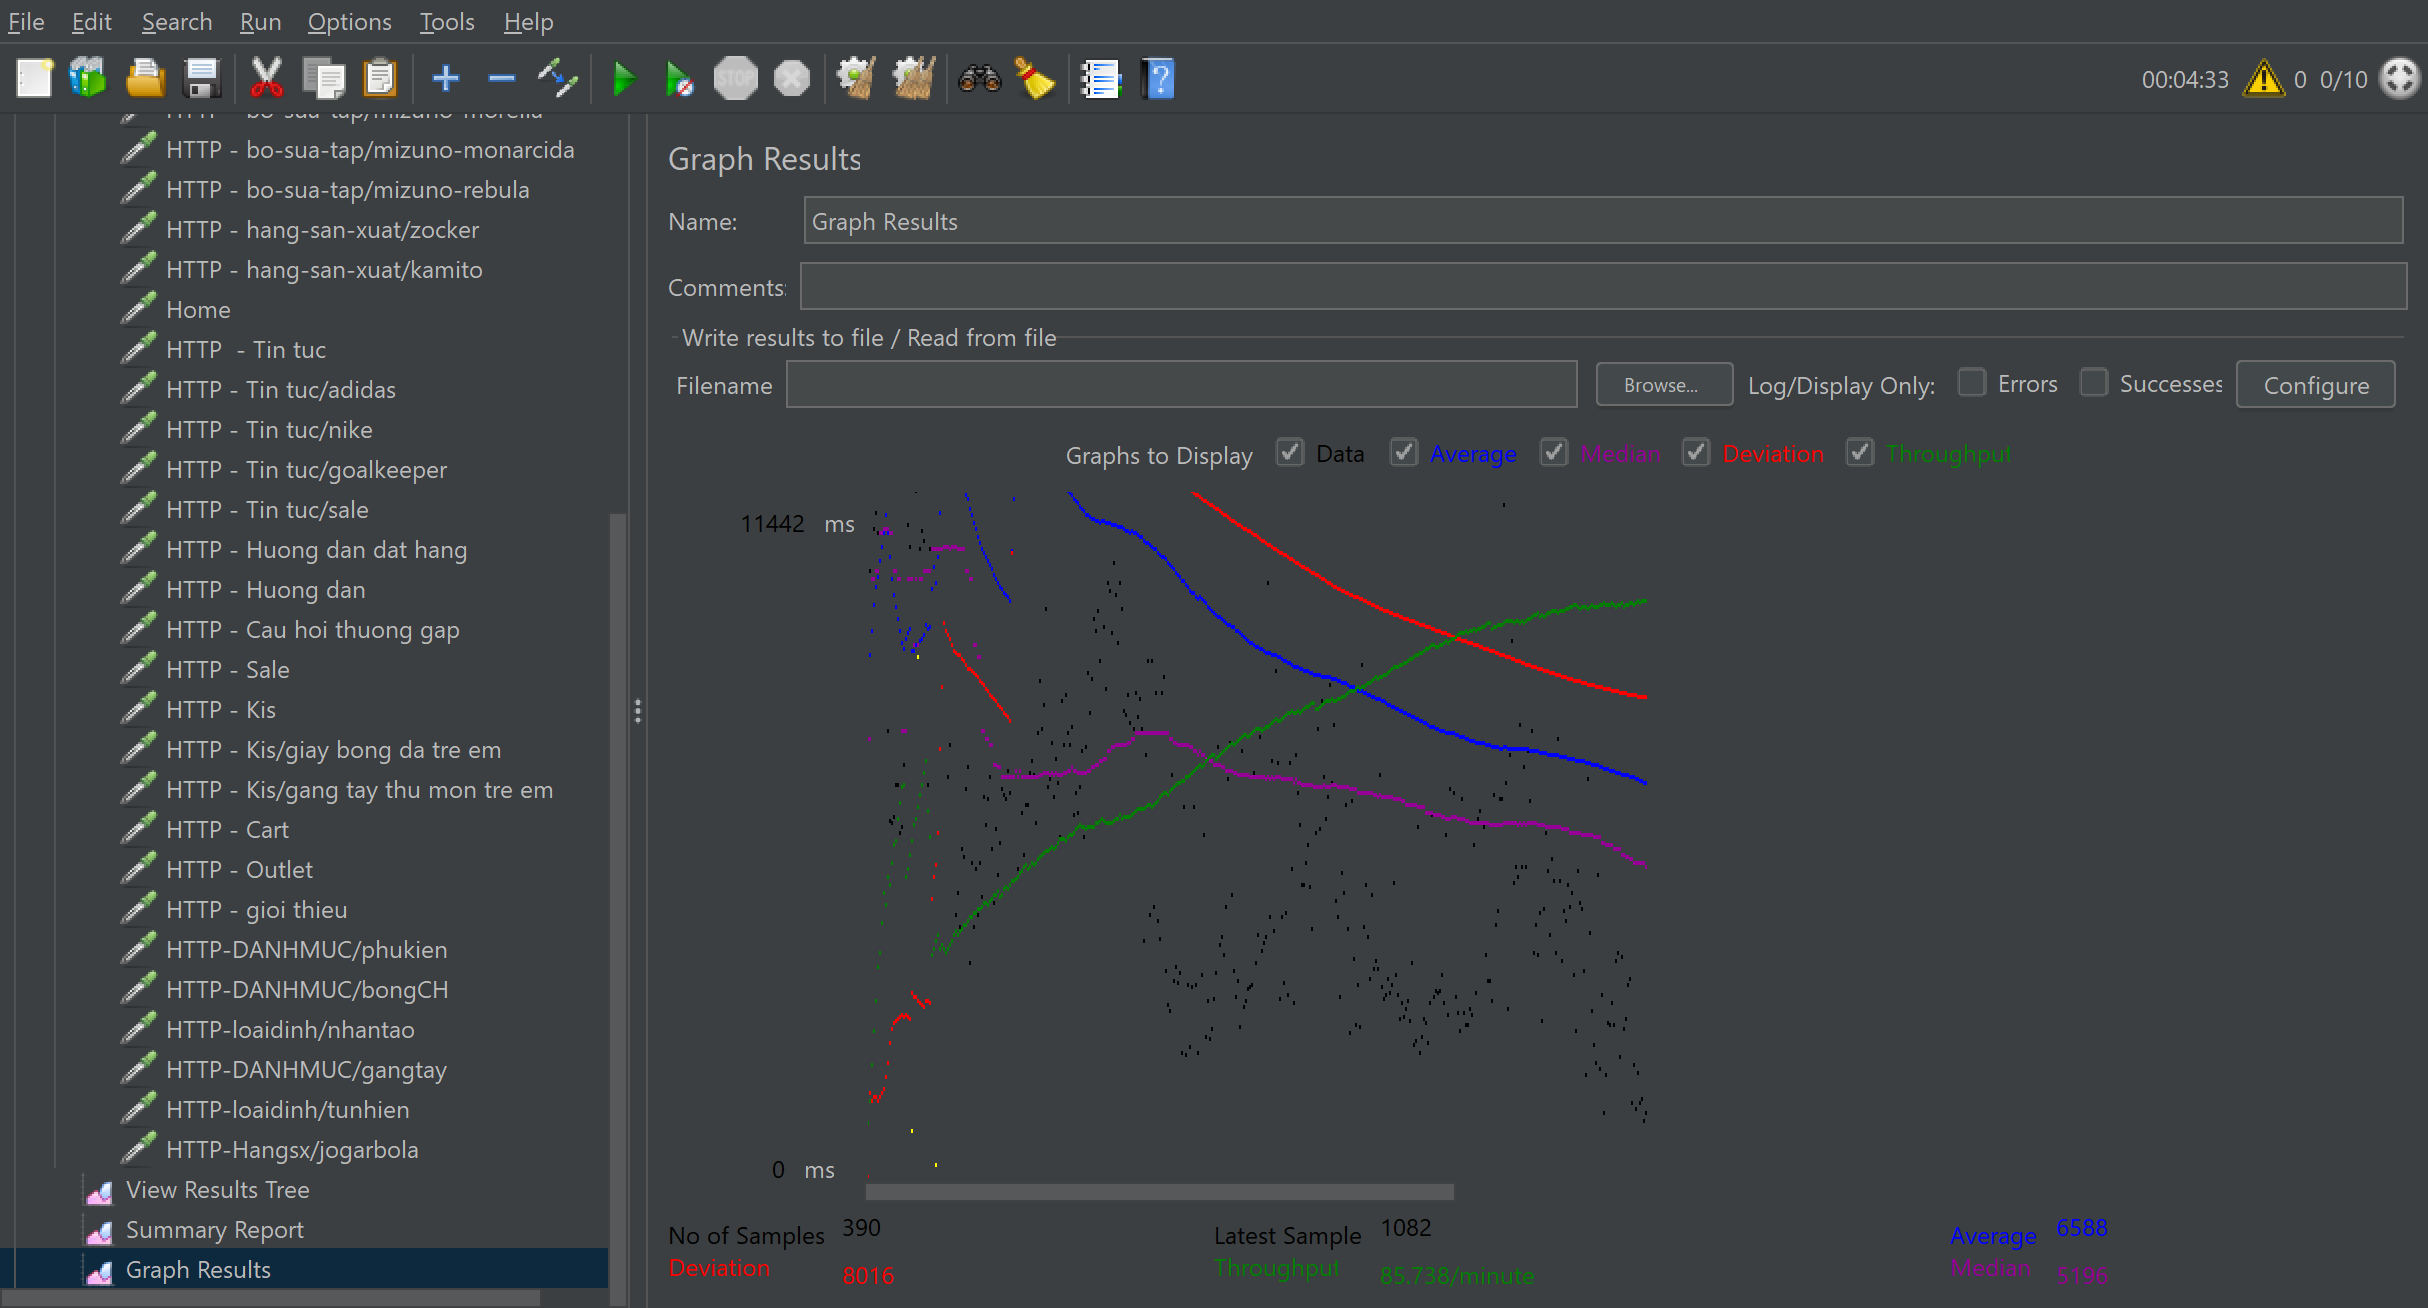 File Edit Search Run Options Tools Help
STOP
00:04:33 0 0/10
HTTP - bo-sua-tap/mizuno-morelia
HTTP - bo-sua-tap/mizuno-monarcida
HTTP - bo-sua-tap/mizuno-rebula
HTTP - hang-san-xuat/zocker
HTTP - hang-san-xuat/kamito
Home
HTTP - Tin tuc
HTTP - Tin tuc/adidas
HTTP - Tin tuc/nike
HTTP - Tin tuc/goalkeeper
HTTP - Tin tuc/sale
HTTP - Huong dan dat hang
HTTP - Huong dan
HTTP - Cau hoi thuong gap
HTTP - Sale
HTTP - Kis
HTTP - Kis/giay bong da tre em
HTTP - Kis/gang tay thu mon tre em
HTTP - Cart
HTTP - Outlet
HTTP - gioi thieu
HTTP-DANHMUC/phukien
HTTP-DANHMUC/bongCH
HTTP-loaidinh/nhantao
HTTP-DANHMUC/gangtay
HTTP-loaidinh/tunhien
HTTP-Hangsx/jogarbola
View Results Tree
Summary Report
Graph Results
Graph Results
Name: Graph Results
Comments:
Write results to file / Read from file
Filename Browse... Log/Display Only: Errors Successes Configure
Graphs to Display Data Average Median Deviation Throughput
11442 ms
0 ms
No of Samples 390 Latest Sample 1082 Average 6588
Deviation 8016 Throughput 85.738/minute Median 5196